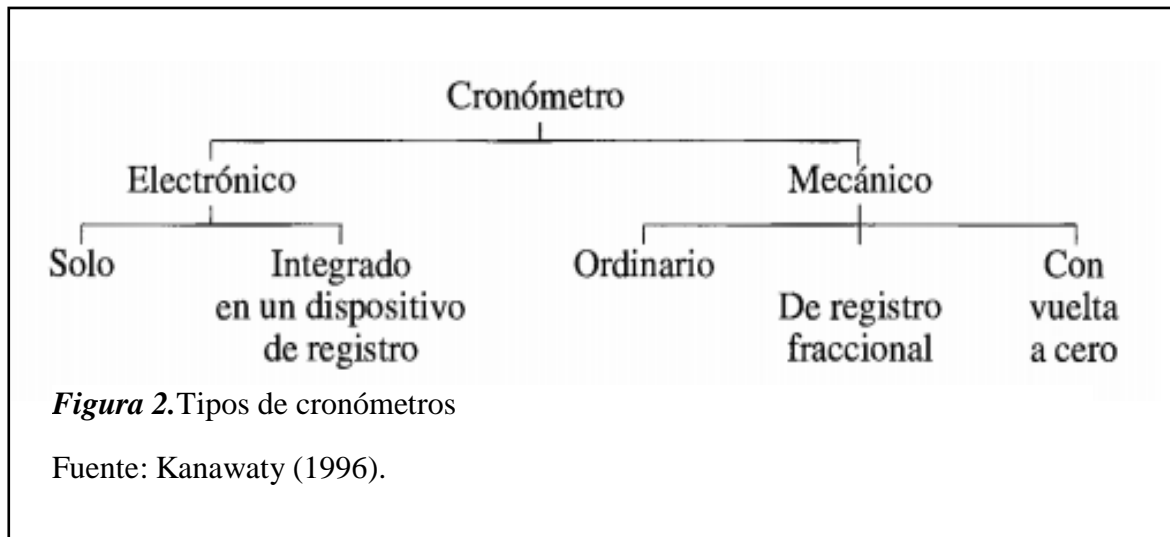 Cronómetro
Electrónico
Mecánico
Solo
Integrado
en un dispositivo
de registro
Ordinario
De registro
fraccional
Con
vuelta
a cero
Figura 2.Tipos de cronómetros
Fuente: Kanawaty (1996).